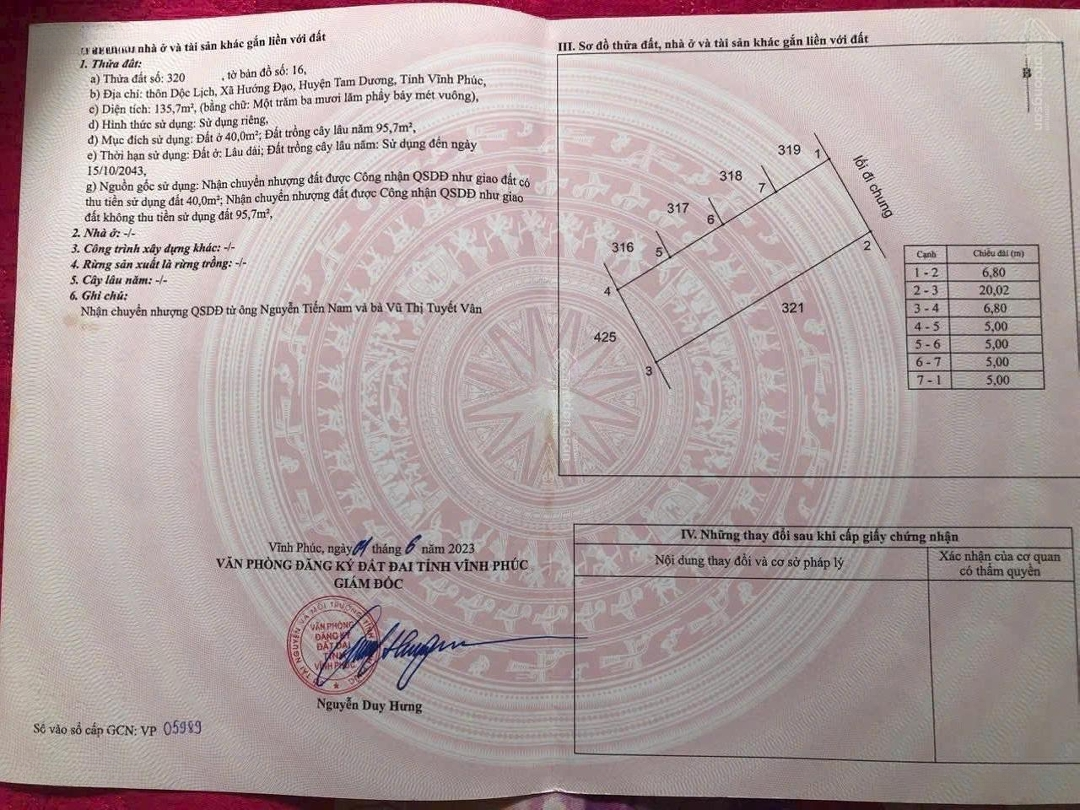 nhà ở và tài sản khác gắn liền với đất
1. Thửa đất:
a) Thửa đất số: 320 , tờ bản đồ số: 16,
b) Địa chỉ: thôn Dộc Lịch, Xã Hướng Đạo, Huyện Tam Dương, Tỉnh Vĩnh Phúc,
c) Diện tích: 135,7m², (bằng chữ: Một trăm ba mươi lăm phẩy bảy mét vuông),
d) Hình thức sử dụng: Sử dụng riêng,
đ) Mục đích sử dụng: Đất ở 40,0m²; Đất trồng cây lâu năm 95,7m²,
e) Thời hạn sử dụng: Đất ở: Lâu dài; Đất trồng cây lâu năm: Sử dụng đến ngày
15/10/2043,
g) Nguồn gốc sử dụng: Nhận chuyển nhượng đất được Công nhận QSDĐ như giao đất có
thu tiền sử dụng đất 40,0m²; Nhận chuyển nhượng đất được Công nhận QSDĐ như giao
đất không thu tiền sử dụng đất 95,7m²,
2. Nhà ở: -/-
3. Công trình xây dựng khác: -/-
4. Rừng sản xuất là rừng trồng: -/-
5. Cây lâu năm: -/-
6. Ghi chú:
Nhận chuyển nhượng QSDĐ từ ông Nguyễn Tiến Nam và bà Vũ Thị Tuyết Vân
Vĩnh Phúc, ngày 01 tháng 6 năm 2023
VĂN PHÒNG ĐĂNG KÝ ĐẤT ĐAI TỈNH VĨNH PHÚC
GIÁM ĐỐC
VĂN PHÒNG
ĐĂNG KÝ
ĐẤT ĐAI
TỈNH
VĨNH PHÚC
Nguyễn Duy Hưng
Số vào sổ cấp GCN: VP 05989
III. Sơ đồ thửa đất, nhà ở và tài sản khác gắn liền với đất
B
319
1
318
7
lối đi chung
317
6
316
5
2
4
321
425
3
Cạnh Chiều dài (m)
1 - 2 6,80
2 - 3 20,02
3 - 4 6,80
4 - 5 5,00
5 - 6 5,00
6 - 7 5,00
7 - 1 5,00
IV. Những thay đổi sau khi cấp giấy chứng nhận
Nội dung thay đổi và cơ sở pháp lý
Xác nhận của cơ quan
có thẩm quyền